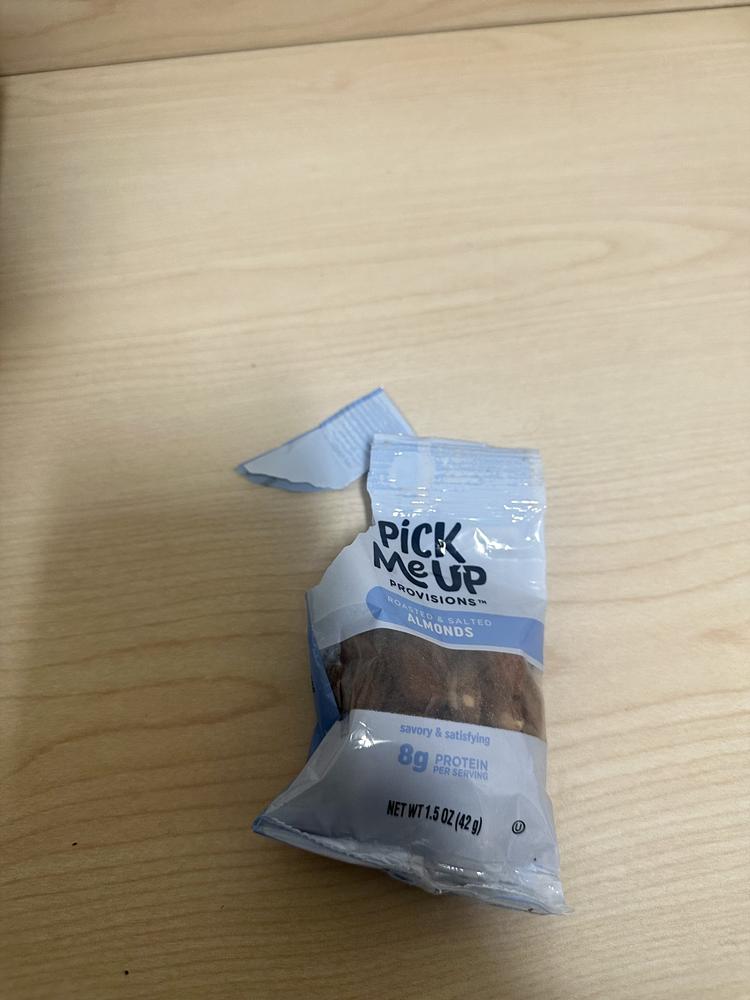 PiCK
Me UP
PROVISIONS™
ROASTED & SALTED
ALMONDS
savory & satisfying
8g PROTEIN
PER SERVING
NET WT 1.5 OZ (42 g)
U